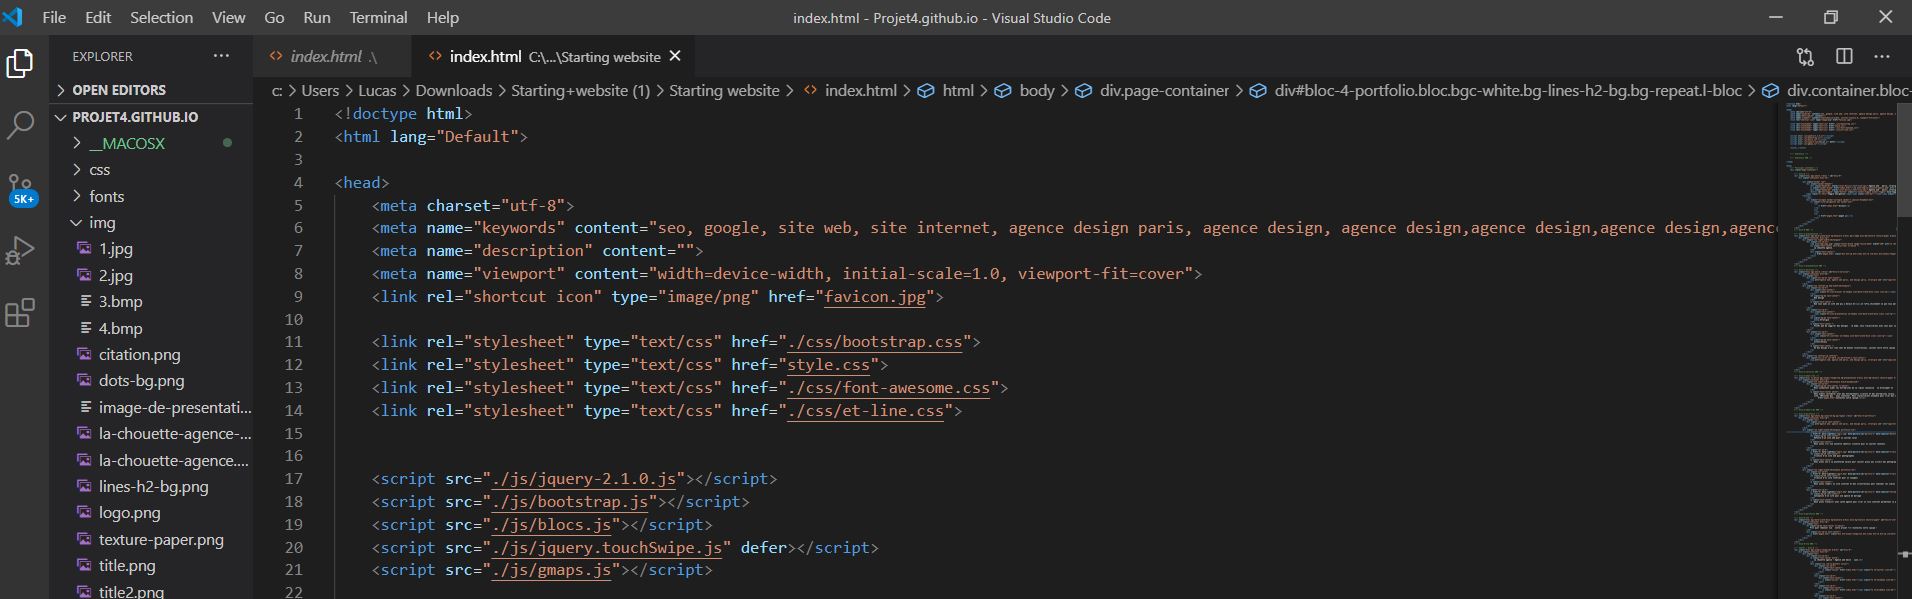 File Edit Selection View Go Run Terminal Help
index.html - Projet4.github.io - Visual Studio Code
EXPLORER
OPEN EDITORS
PROJET4.GITHUB.IO
__MACOSX
css
fonts
img
1.jpg
2.jpg
3.bmp
4.bmp
citation.png
dots-bg.png
image-de-presentati...
la-chouette-agence-...
la-chouette-agence....
lines-h2-bg.png
logo.png
texture-paper.png
title.png
title2.png
5K+
index.html .\
index.html C:\...\Starting website
c: > Users > Lucas > Downloads > Starting+website (1) > Starting website > index.html > html > body > div.page-container > div#bloc-4-portfolio.bloc.bgc-white.bg-lines-h2-bg.bg-repeat.l-bloc > div.container.bloc-
1 <!doctype html>
2 <html lang="Default">
3
4 <head>
5 <meta charset="utf-8">
6 <meta name="keywords" content="seo, google, site web, site internet, agence design paris, agence design, agence design,agence design,agence design,agence
7 <meta name="description" content="">
8 <meta name="viewport" content="width=device-width, initial-scale=1.0, viewport-fit=cover">
9 <link rel="shortcut icon" type="image/png" href="favicon.jpg">
10
11 <link rel="stylesheet" type="text/css" href="./css/bootstrap.css">
12 <link rel="stylesheet" type="text/css" href="style.css">
13 <link rel="stylesheet" type="text/css" href="./css/font-awesome.css">
14 <link rel="stylesheet" type="text/css" href="./css/et-line.css">
15
16
17 <script src="./js/jquery-2.1.0.js"></script>
18 <script src="./js/bootstrap.js"></script>
19 <script src="./js/blocs.js"></script>
20 <script src="./js/jquery.touchSwipe.js" defer></script>
21 <script src="./js/gmaps.js"></script>
22